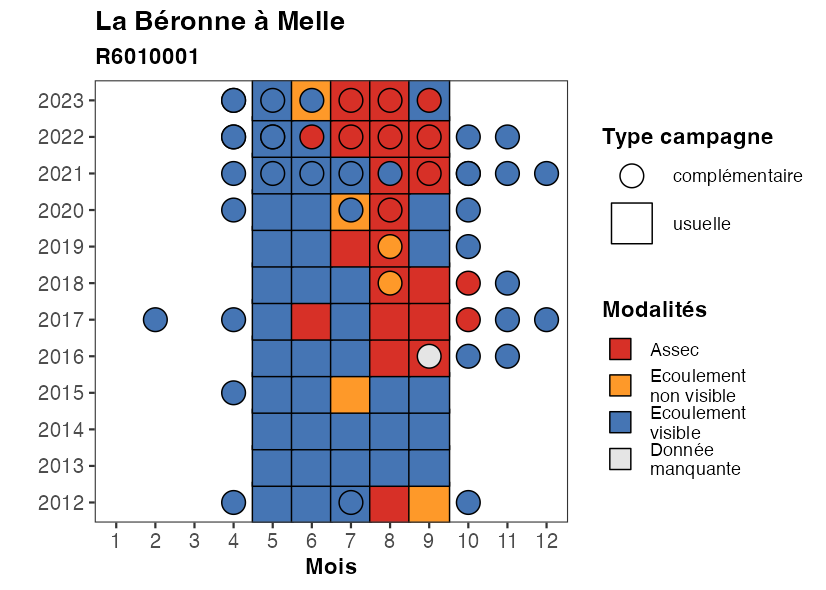 La Béronne à Melle
R6010001
2023
2022
2021
2020
2019
2018
2017
2016
2015
2014
2013
2012
1 2 3 4 5 6 7 8 9 10 11 12
Mois
Type campagne
complémentaire
usuelle
Modalités
Assec
Ecoulement
non visible
Ecoulement
visible
Donnée
manquante